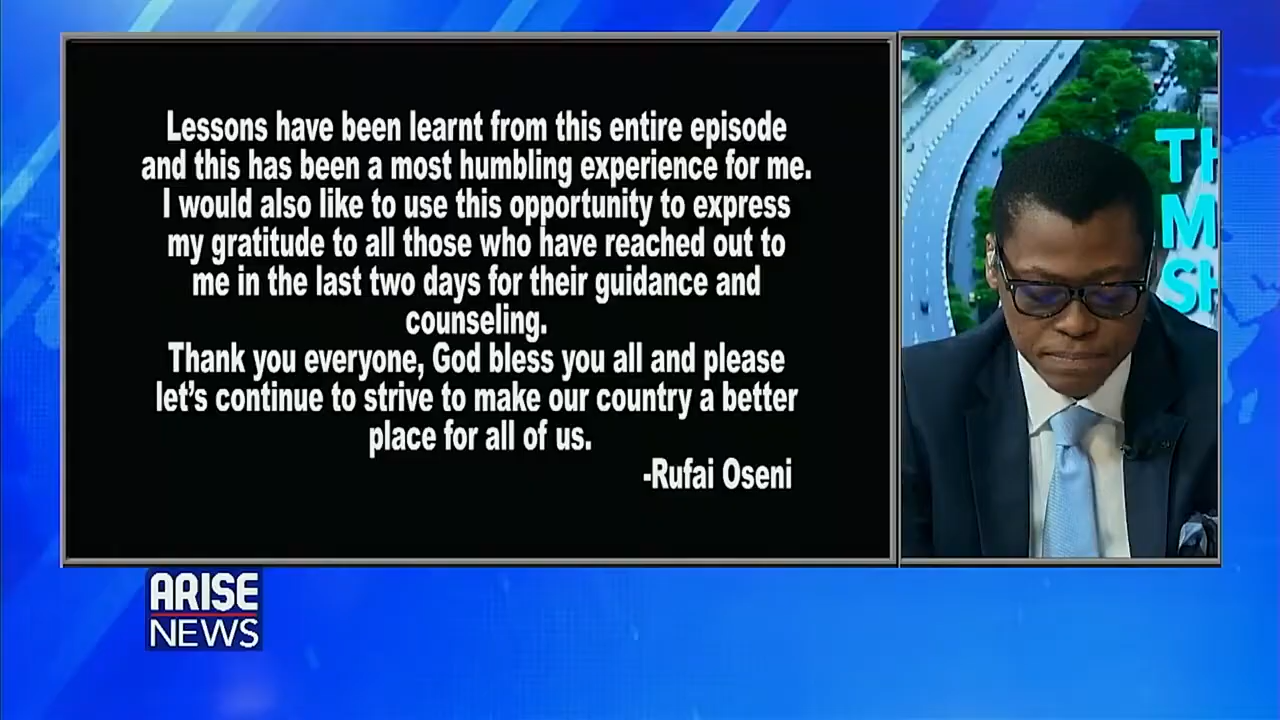 Lessons have been learnt from this entire episode
and this has been a most humbling experience for me.
I would also like to use this opportunity to express
my gratitude to all those who have reached out to
me in the last two days for their guidance and
counseling.
Thank you everyone, God bless you all and please
let's continue to strive to make our country a better
place for all of us.
-Rufai Oseni
TH
M
SH
ARISE
NEWS